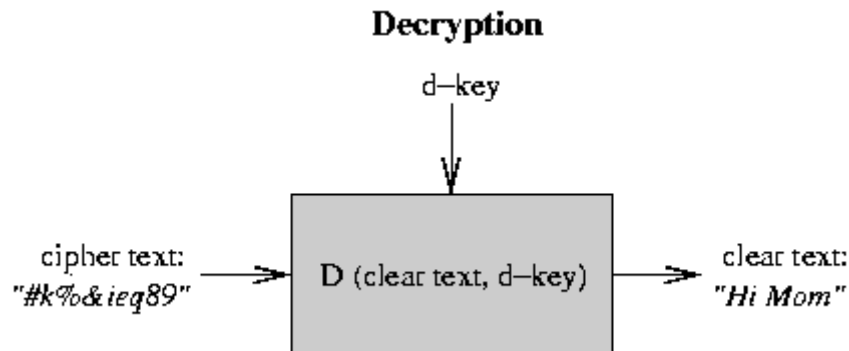 Decryption
d-key
cipher text:
"#k%&ieq89"
D (clear text, d-key)
clear text:
"Hi Mom"